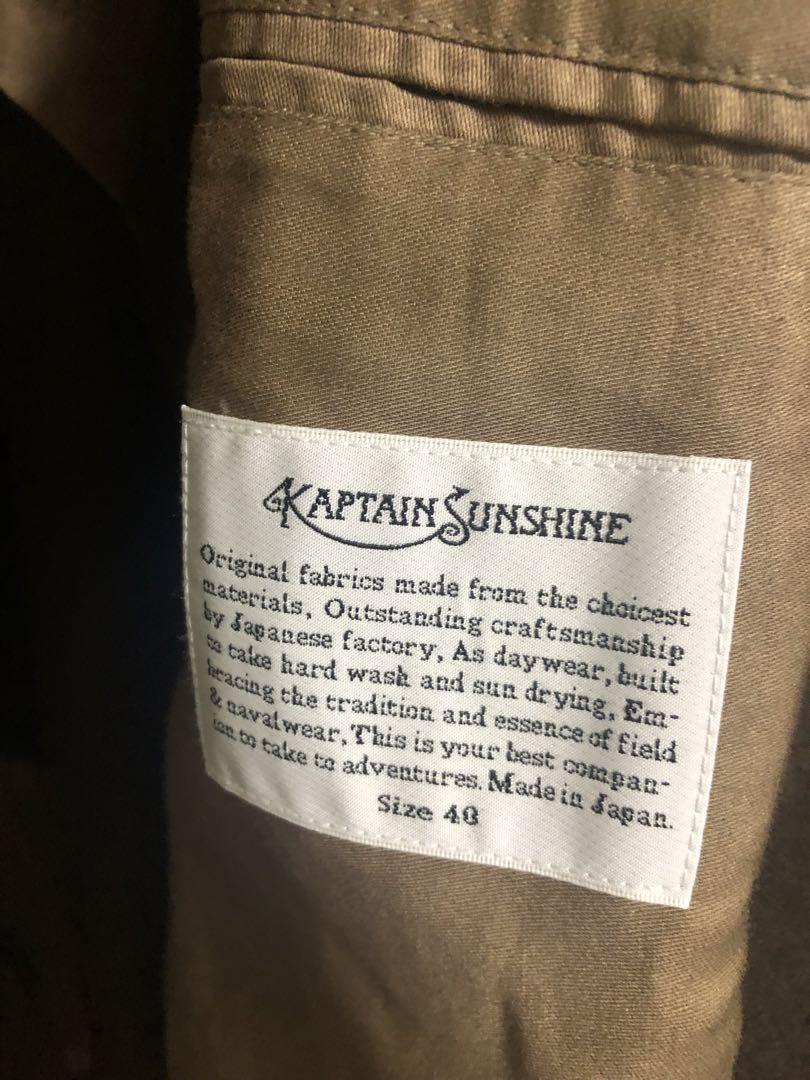 KAPTAIN SUNSHINE
Original fabrics made from the choicest
materials, Outstanding craftsmanship
by Japanese factory, As daywear, built
to take hard wash and sun drying, Em-
bracing the tradition and essence of field
& naval wear, This is your best compan-
ion to take to adventures. Made in Japan.
Size 40